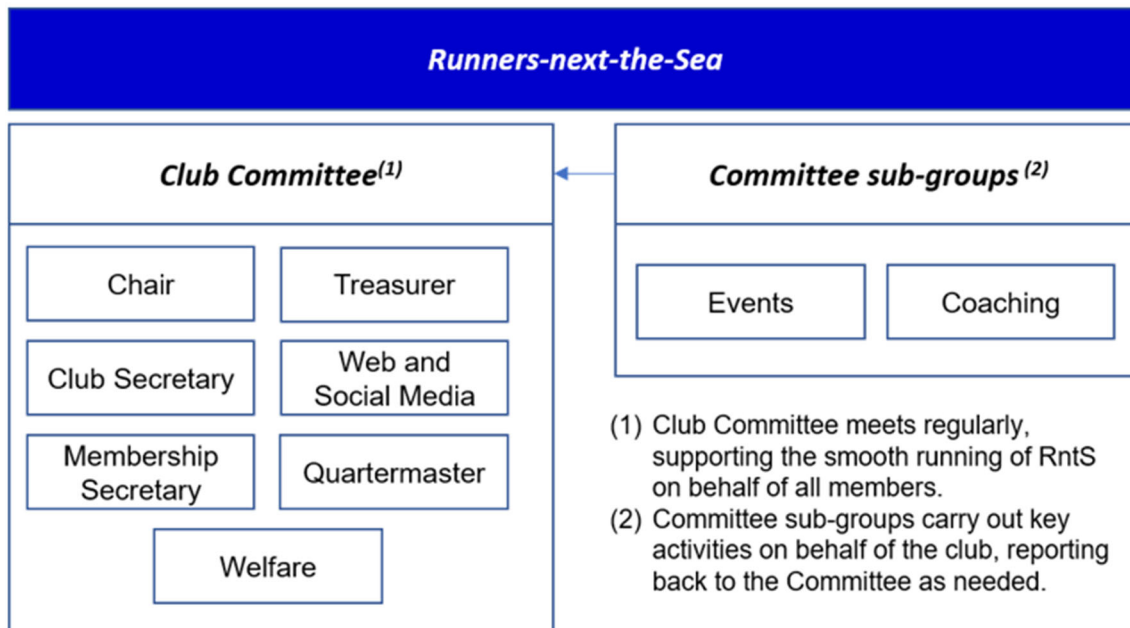 Runners-next-the-Sea
Club Committee(1)
Chair
Treasurer
Club Secretary
Web and
Social Media
Membership
Secretary
Quartermaster
Welfare
Committee sub-groups (2)
Events
Coaching
(1) Club Committee meets regularly,
supporting the smooth running of RntS
on behalf of all members.
(2) Committee sub-groups carry out key
activities on behalf of the club, reporting
back to the Committee as needed.